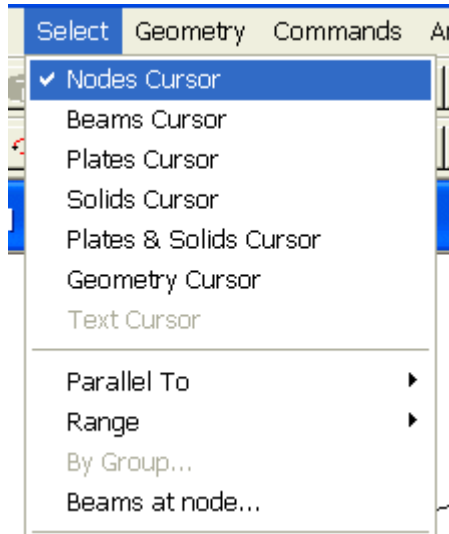 Select Geometry Commands
Nodes Cursor
Beams Cursor
Plates Cursor
Solids Cursor
Plates & Solids Cursor
Geometry Cursor
Text Cursor
Parallel To
Range
By Group...
Beams at node...